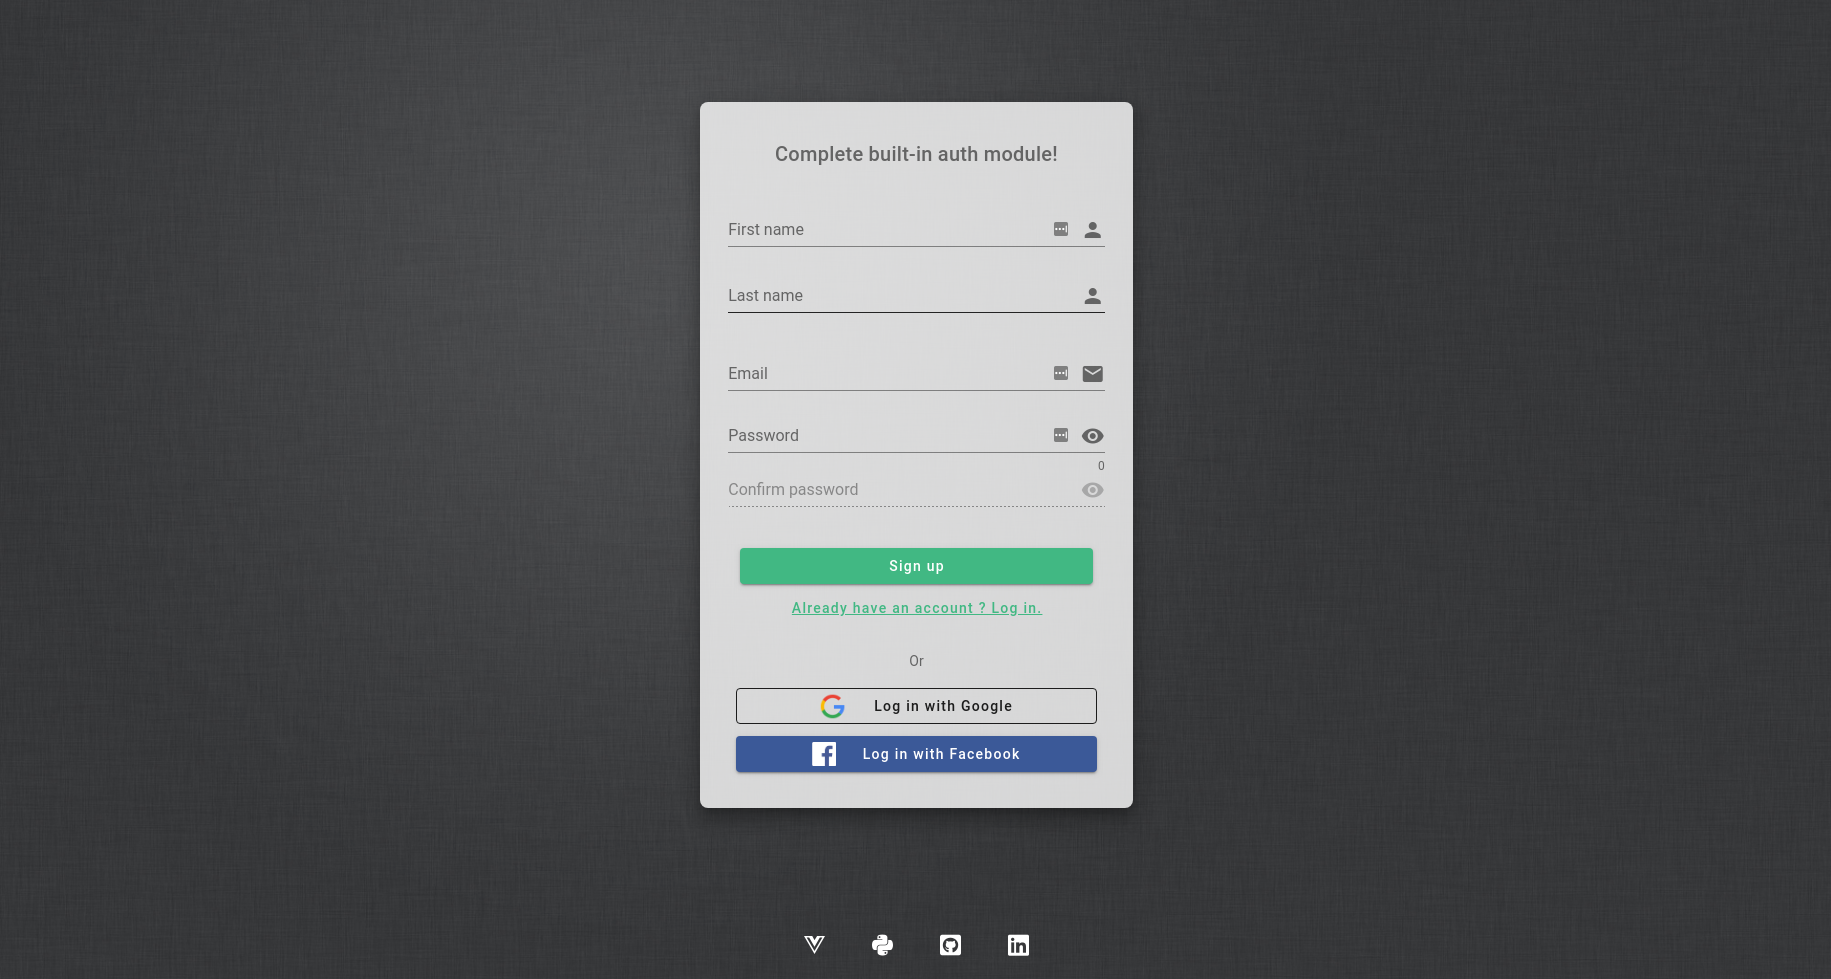 Complete built-in auth module!
First name
Last name
Email
Password
0
Confirm password
Sign up
Already have an account ? Log in.
Or
Log in with Google
Log in with Facebook
in